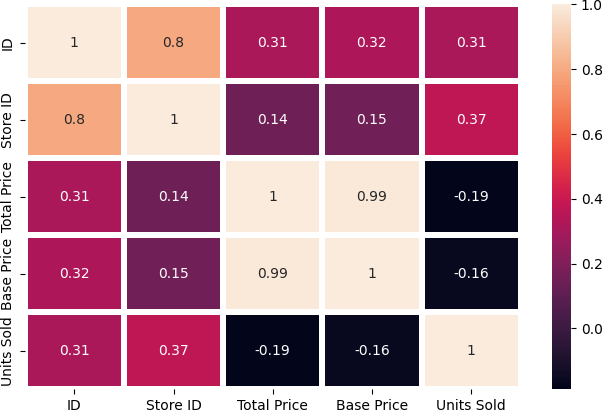 ID 1 0.8 0.31 0.32 0.31
Store ID 0.8 1 0.14 0.15 0.37
Total Price 0.31 0.14 1 0.99 -0.19
Base Price 0.32 0.15 0.99 1 -0.16
Units Sold 0.31 0.37 -0.19 -0.16 1
ID Store ID Total Price Base Price Units Sold
1.0
0.8
0.6
0.4
0.2
0.0